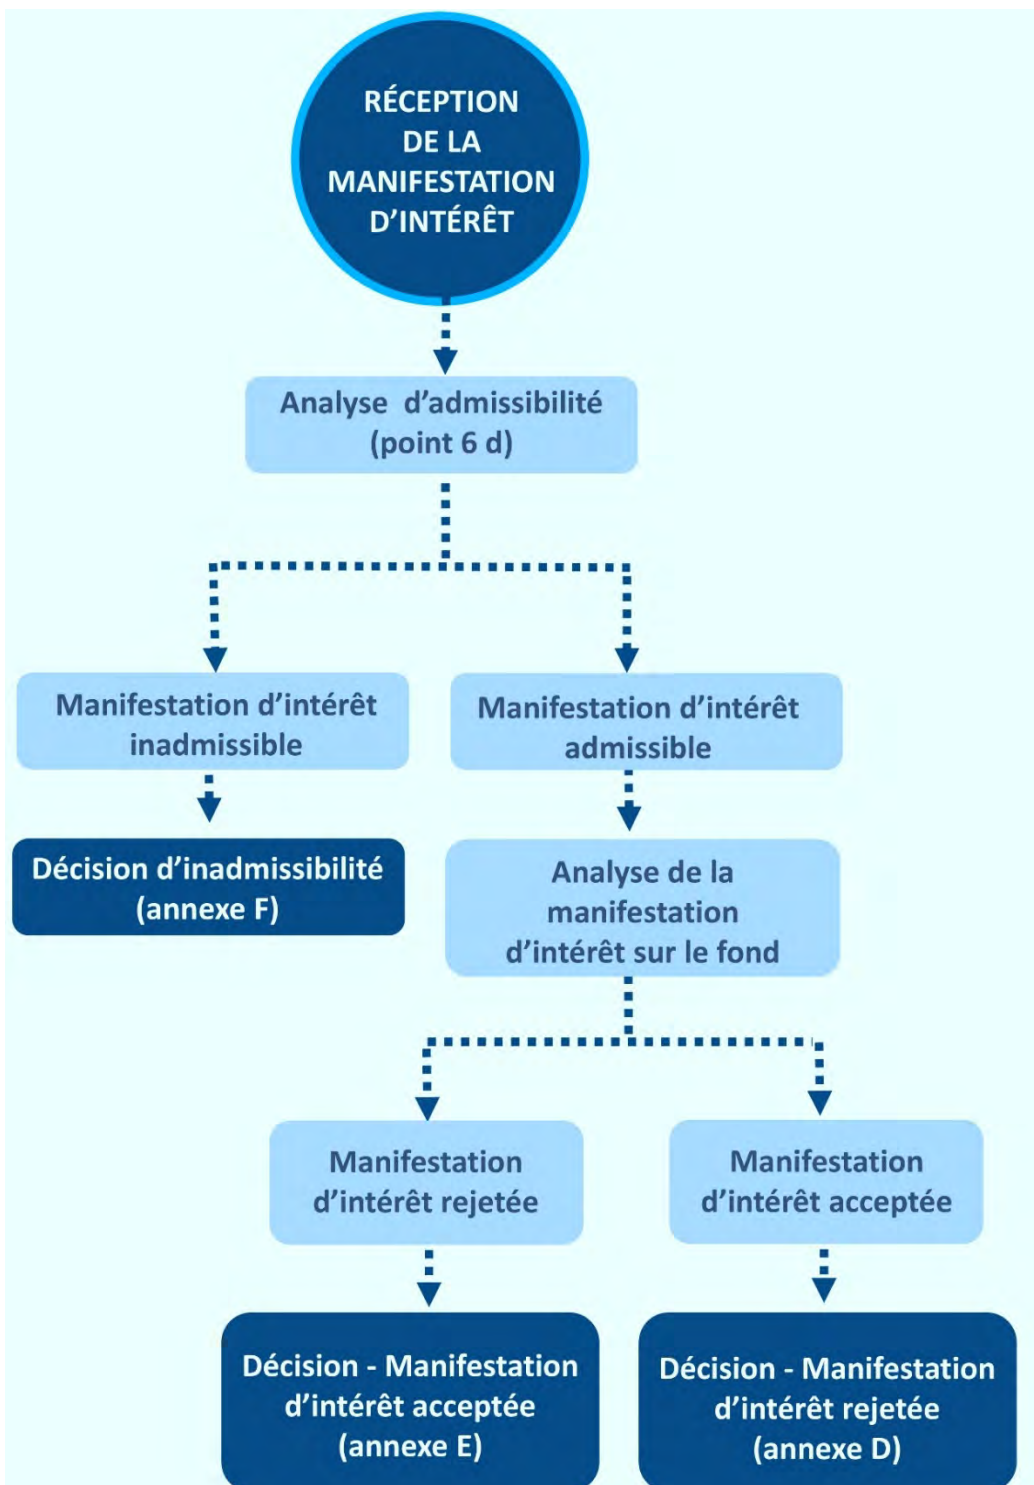 RÉCEPTION
DE LA
MANIFESTATION
D'INTÉRÊT
Analyse d'admissibilité
(point 6 d)
Manifestation d'intérêt
inadmissible
Manifestation d'intérêt
admissible
Décision d'inadmissibilité
(annexe F)
Analyse de la
manifestation
d'intérêt sur le fond
Manifestation
d'intérêt rejetée
Manifestation
d'intérêt acceptée
Décision - Manifestation
d'intérêt acceptée
(annexe E)
Décision - Manifestation
d'intérêt rejetée
(annexe D)